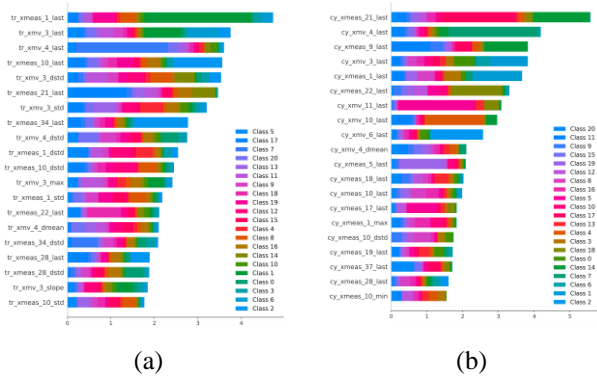 tr_xmeas_1_last
tr_xmv_3_last
tr_xmv_4_last
tr_xmeas_10_last
tr_xmv_3_dstd
tr_xmeas_21_last
tr_xmv_3_std
tr_xmeas_34_last
tr_xmv_4_dstd
tr_xmeas_1_dstd
tr_xmeas_10_dstd
tr_xmv_3_max
tr_xmeas_1_std
tr_xmeas_22_last
tr_xmv_4_dmean
tr_xmeas_34_dstd
tr_xmeas_28_last
tr_xmeas_28_dstd
tr_xmv_3_slope
tr_xmeas_10_std
0 1 2 3 4
Class 5
Class 17
Class 7
Class 20
Class 13
Class 11
Class 9
Class 18
Class 19
Class 12
Class 15
Class 4
Class 8
Class 16
Class 14
Class 10
Class 1
Class 0
Class 3
Class 6
Class 2
(a)
cy_xmeas_21_last
cy_xmv_4_last
cy_xmeas_9_last
cy_xmv_3_last
cy_xmeas_1_last
cy_xmeas_22_last
cy_xmv_11_last
cy_xmv_10_last
cy_xmv_6_last
cy_xmv_4_dmean
cy_xmeas_5_last
cy_xmeas_18_last
cy_xmeas_10_last
cy_xmeas_17_last
cy_xmeas_1_max
cy_xmeas_10_dstd
cy_xmeas_19_last
cy_xmeas_37_last
cy_xmeas_28_last
cy_xmeas_10_min
0 1 2 3 4 5
Class 20
Class 11
Class 9
Class 15
Class 19
Class 12
Class 8
Class 16
Class 5
Class 10
Class 17
Class 13
Class 4
Class 3
Class 18
Class 0
Class 14
Class 7
Class 6
Class 1
Class 2
(b)